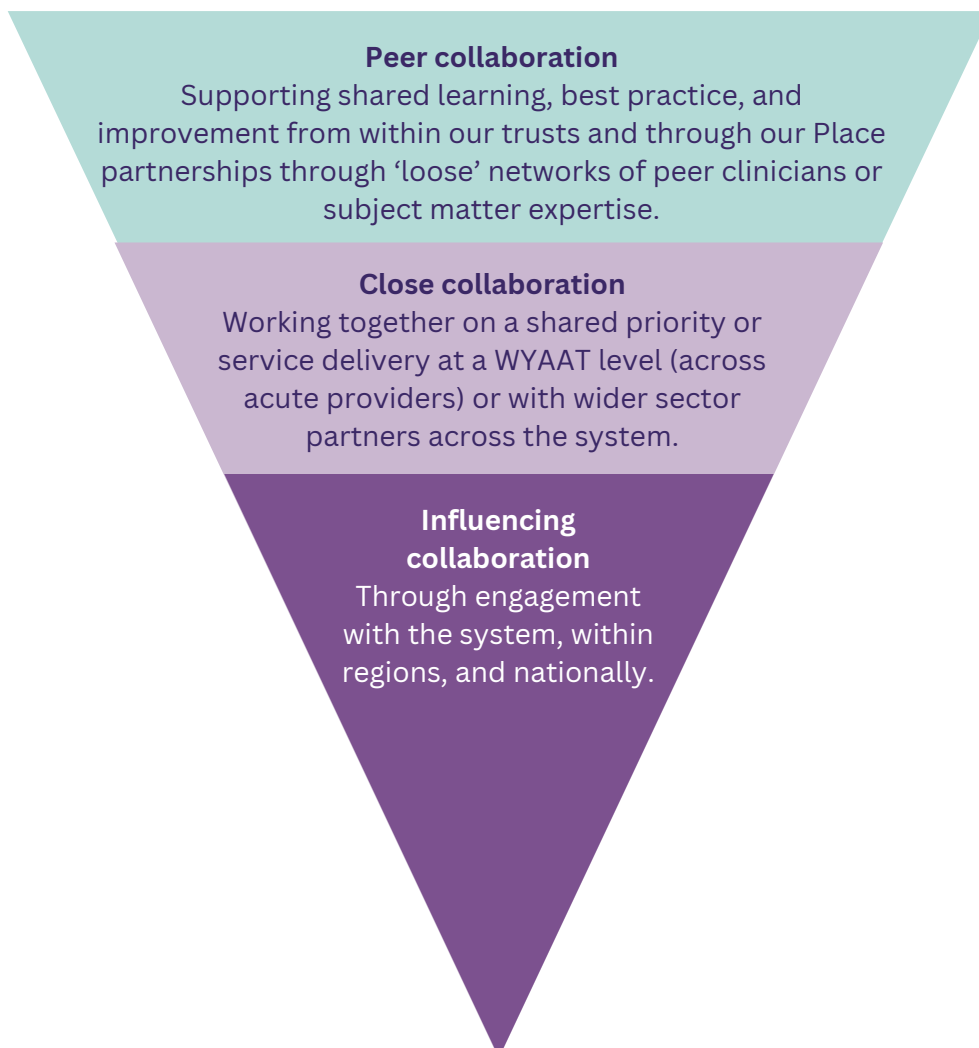 Peer collaboration
Supporting shared learning, best practice, and
improvement from within our trusts and through our Place
partnerships through ‘loose’ networks of peer clinicians or
subject matter expertise.
Close collaboration
Working together on a shared priority or
service delivery at a WYAAT level (across
acute providers) or with wider sector
partners across the system.
Influencing
collaboration
Through engagement
with the system, within
regions, and nationally.